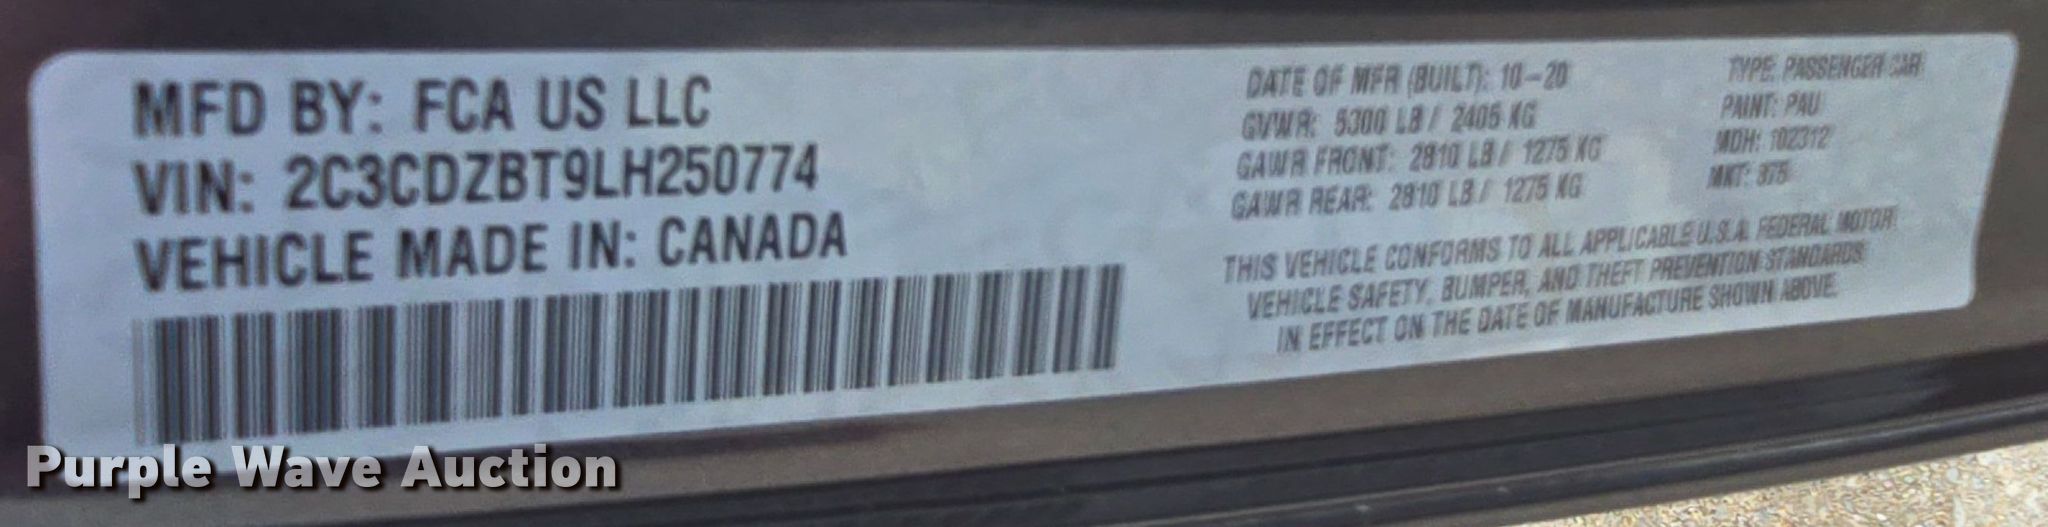 MFD BY: FCA US LLC
VIN: 2C3CDZBT9LH250774
VEHICLE MADE IN: CANADA
DATE OF MFR (BUILT): 10-20
GVWR: 5300 LB / 2405 KG
GAWR FRONT: 2810 LB / 1275 KG
GAWR REAR: 2810 LB / 1275 KG
TYPE: PASSENGER CAR
PAINT: PAU
MDH: 102312
MKT: 375
THIS VEHICLE CONFORMS TO ALL APPLICABLE U.S.A. FEDERAL MOTOR
VEHICLE SAFETY, BUMPER, AND THEFT PREVENTION STANDARDS
IN EFFECT ON THE DATE OF MANUFACTURE SHOWN ABOVE.
Purple Wave Auction